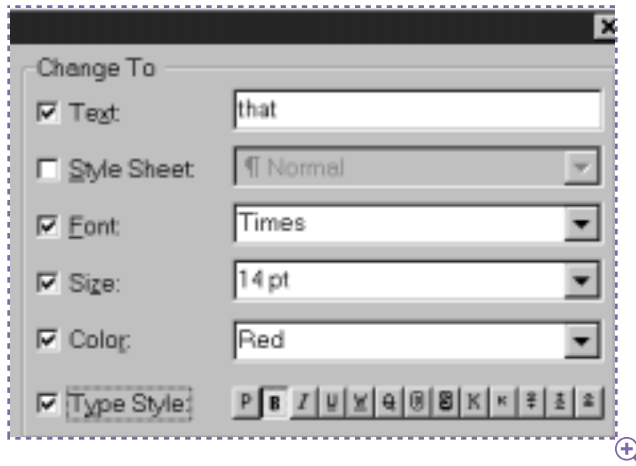 Change To
Text: that
Style Sheet: ¶ Normal
Font: Times
Size: 14 pt
Color: Red
Type Style: P B I U W